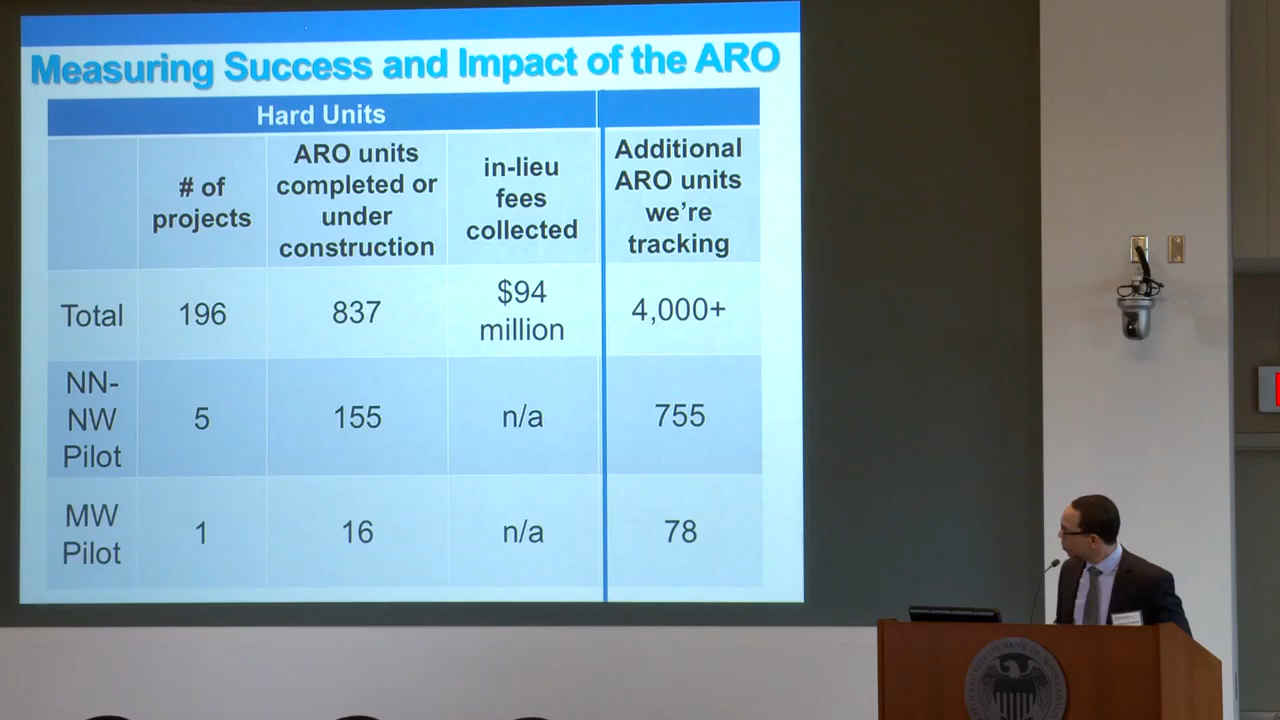 Measuring Success and Impact of the ARO
Hard Units
# of
projects
ARO units
completed or
under
construction
in-lieu
fees
collected
Additional
ARO units
we're
tracking
Total
196
837
$94
million
4,000+
NN-
NW
Pilot
5
155
n/a
755
MW
Pilot
1
16
n/a
78